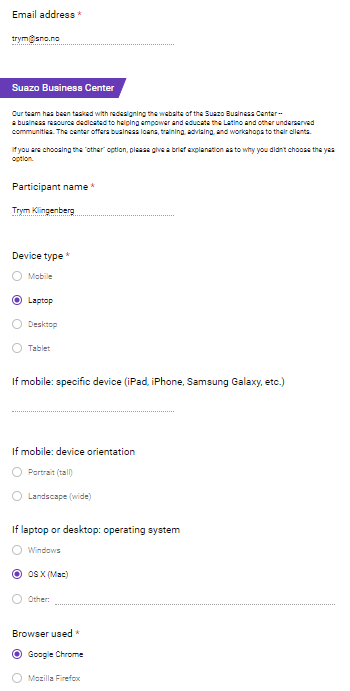 Email address *
trym@sno.no
Suazo Business Center
Our team has been tasked with redesigning the website of the Suazo Business Center --
a business resource dedicated to helping empower and educate the Latino and other underserved
communities. The center offers business loans, training, advising, and workshops to their clients.
If you are choosing the "other" option, please give a brief explanation as to why you didn't choose the yes
option.
Participant name *
Trym Klingenberg
Device type *
Mobile
Laptop
Desktop
Tablet
If mobile: specific device (iPad, iPhone, Samsung Galaxy, etc.)
If mobile: device orientation
Portrait (tall)
Landscape (wide)
If laptop or desktop: operating system
Windows
OS X (Mac)
Other:
Browser used *
Google Chrome
Mozilla Firefox